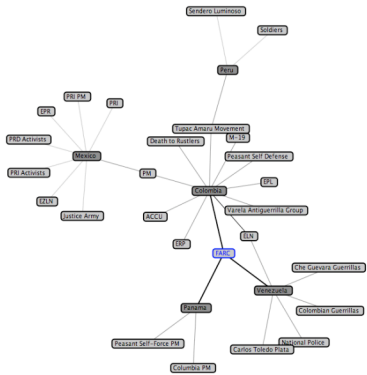 Sendero Luminoso
Soldiers
Peru
PRI PM
PRI
EPR
Tupac Amaru Movement
M-19
PRD Activists
Death to Rustlers
Mexico
Peasant Self Defense
PRI Activists
PM
EPL
Colombia
EZLN
Justice Army
ACCU
Varela Antiguerrilla Group
ELN
ERP
FARC
Che Guevara Guerrillas
Venezuela
Panama
Colombian Guerrillas
Peasant Self-Force PM
National Police
Carlos Toledo Plata
Columbia PM